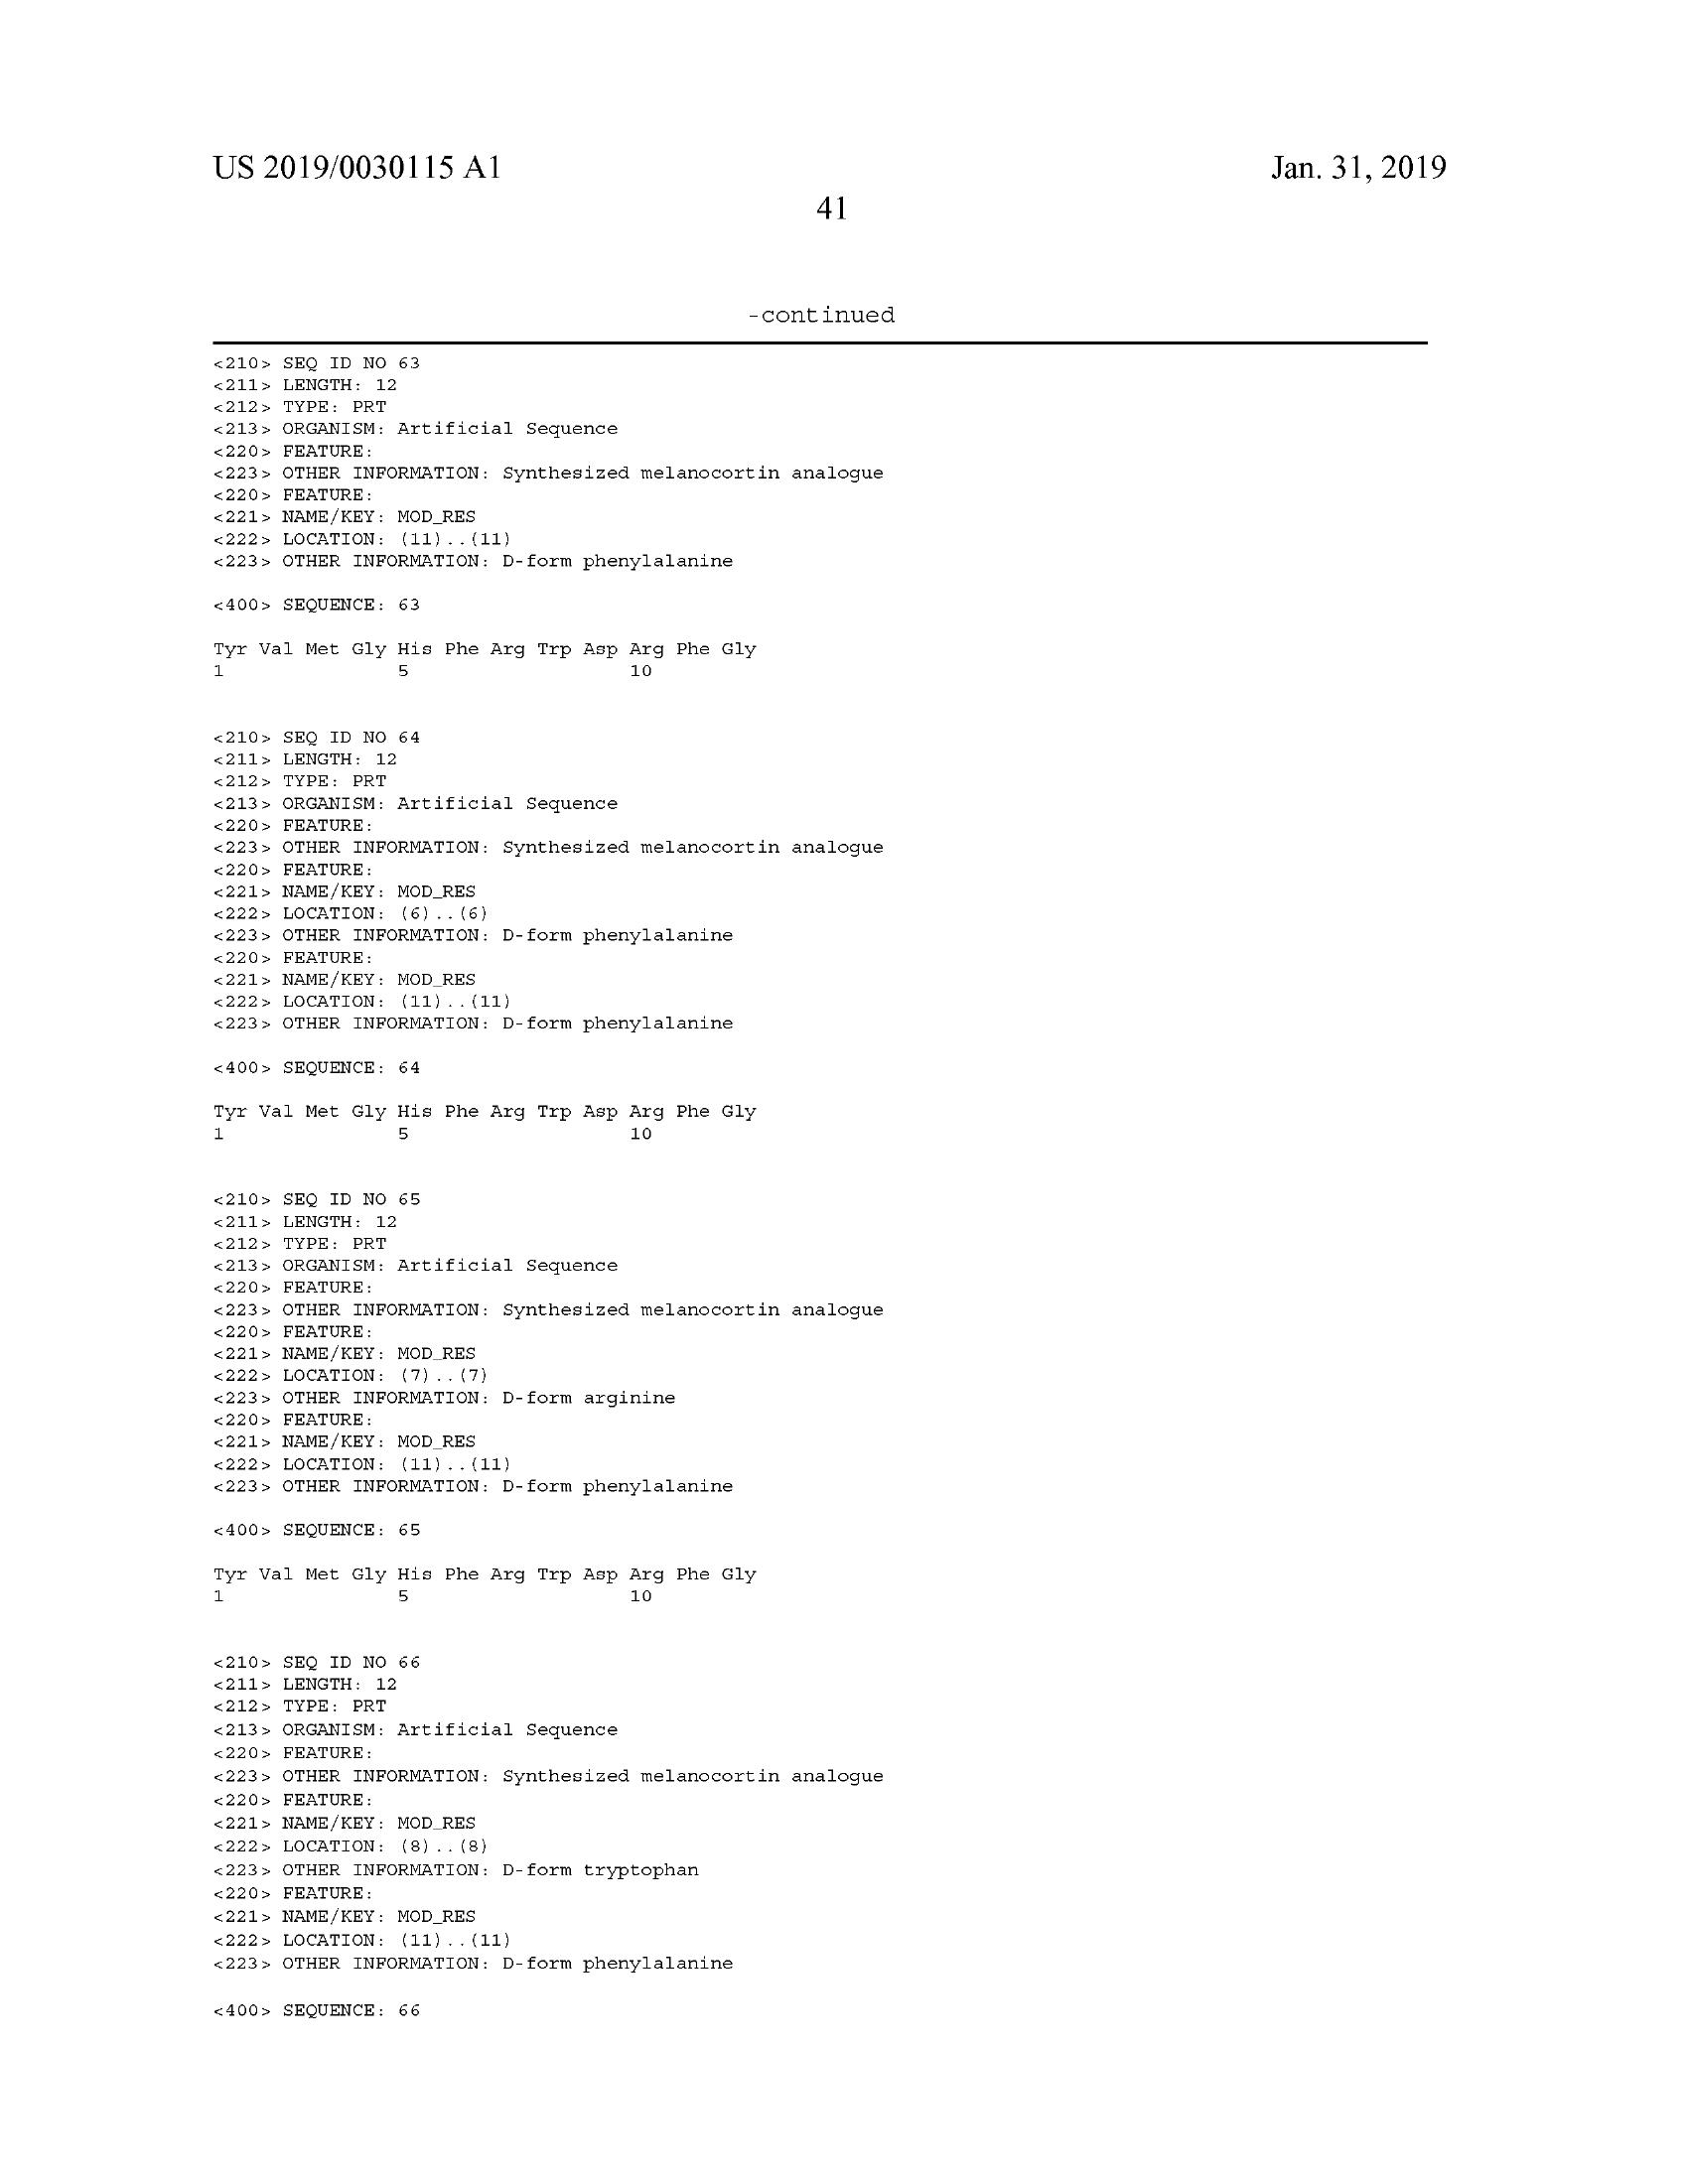 US 2019/0030115 A1
Jan. 31, 2019
41
-continued
<210> SEQ ID NO 63
<211> LENGTH: 12
<212> TYPE: PRT
<213> ORGANISM: Artificial Sequence
<220> FEATURE:
<223> OTHER INFORMATION: Synthesized melanocortin analogue
<220> FEATURE:
<221> NAME/KEY: MOD_RES
<222> LOCATION: (11)..(11)
<223> OTHER INFORMATION: D-form phenylalanine
<400> SEQUENCE: 63
Tyr Val Met Gly His Phe Arg Trp Asp Arg Phe Gly
1 5 10
<210> SEQ ID NO 64
<211> LENGTH: 12
<212> TYPE: PRT
<213> ORGANISM: Artificial Sequence
<220> FEATURE:
<223> OTHER INFORMATION: Synthesized melanocortin analogue
<220> FEATURE:
<221> NAME/KEY: MOD_RES
<222> LOCATION: (6)..(6)
<223> OTHER INFORMATION: D-form phenylalanine
<220> FEATURE:
<221> NAME/KEY: MOD_RES
<222> LOCATION: (11)..(11)
<223> OTHER INFORMATION: D-form phenylalanine
<400> SEQUENCE: 64
Tyr Val Met Gly His Phe Arg Trp Asp Arg Phe Gly
1 5 10
<210> SEQ ID NO 65
<211> LENGTH: 12
<212> TYPE: PRT
<213> ORGANISM: Artificial Sequence
<220> FEATURE:
<223> OTHER INFORMATION: Synthesized melanocortin analogue
<220> FEATURE:
<221> NAME/KEY: MOD_RES
<222> LOCATION: (7)..(7)
<223> OTHER INFORMATION: D-form arginine
<220> FEATURE:
<221> NAME/KEY: MOD_RES
<222> LOCATION: (11)..(11)
<223> OTHER INFORMATION: D-form phenylalanine
<400> SEQUENCE: 65
Tyr Val Met Gly His Phe Arg Trp Asp Arg Phe Gly
1 5 10
<210> SEQ ID NO 66
<211> LENGTH: 12
<212> TYPE: PRT
<213> ORGANISM: Artificial Sequence
<220> FEATURE:
<223> OTHER INFORMATION: Synthesized melanocortin analogue
<220> FEATURE:
<221> NAME/KEY: MOD_RES
<222> LOCATION: (8)..(8)
<223> OTHER INFORMATION: D-form tryptophan
<220> FEATURE:
<221> NAME/KEY: MOD_RES
<222> LOCATION: (11)..(11)
<223> OTHER INFORMATION: D-form phenylalanine
<400> SEQUENCE: 66